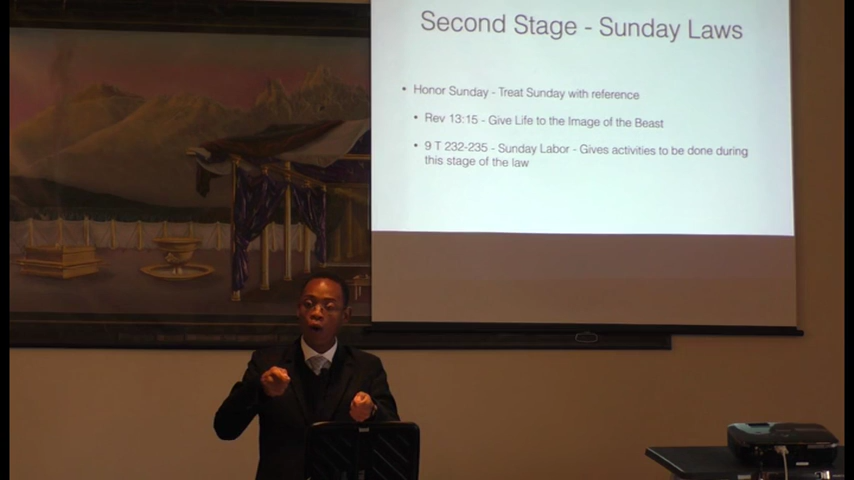 Second Stage - Sunday Laws
• Honor Sunday - Treat Sunday with reference
• Rev 13:15 - Give Life to the Image of the Beast
• 9 T 232-235 - Sunday Labor - Gives activities to be done during
this stage of the law